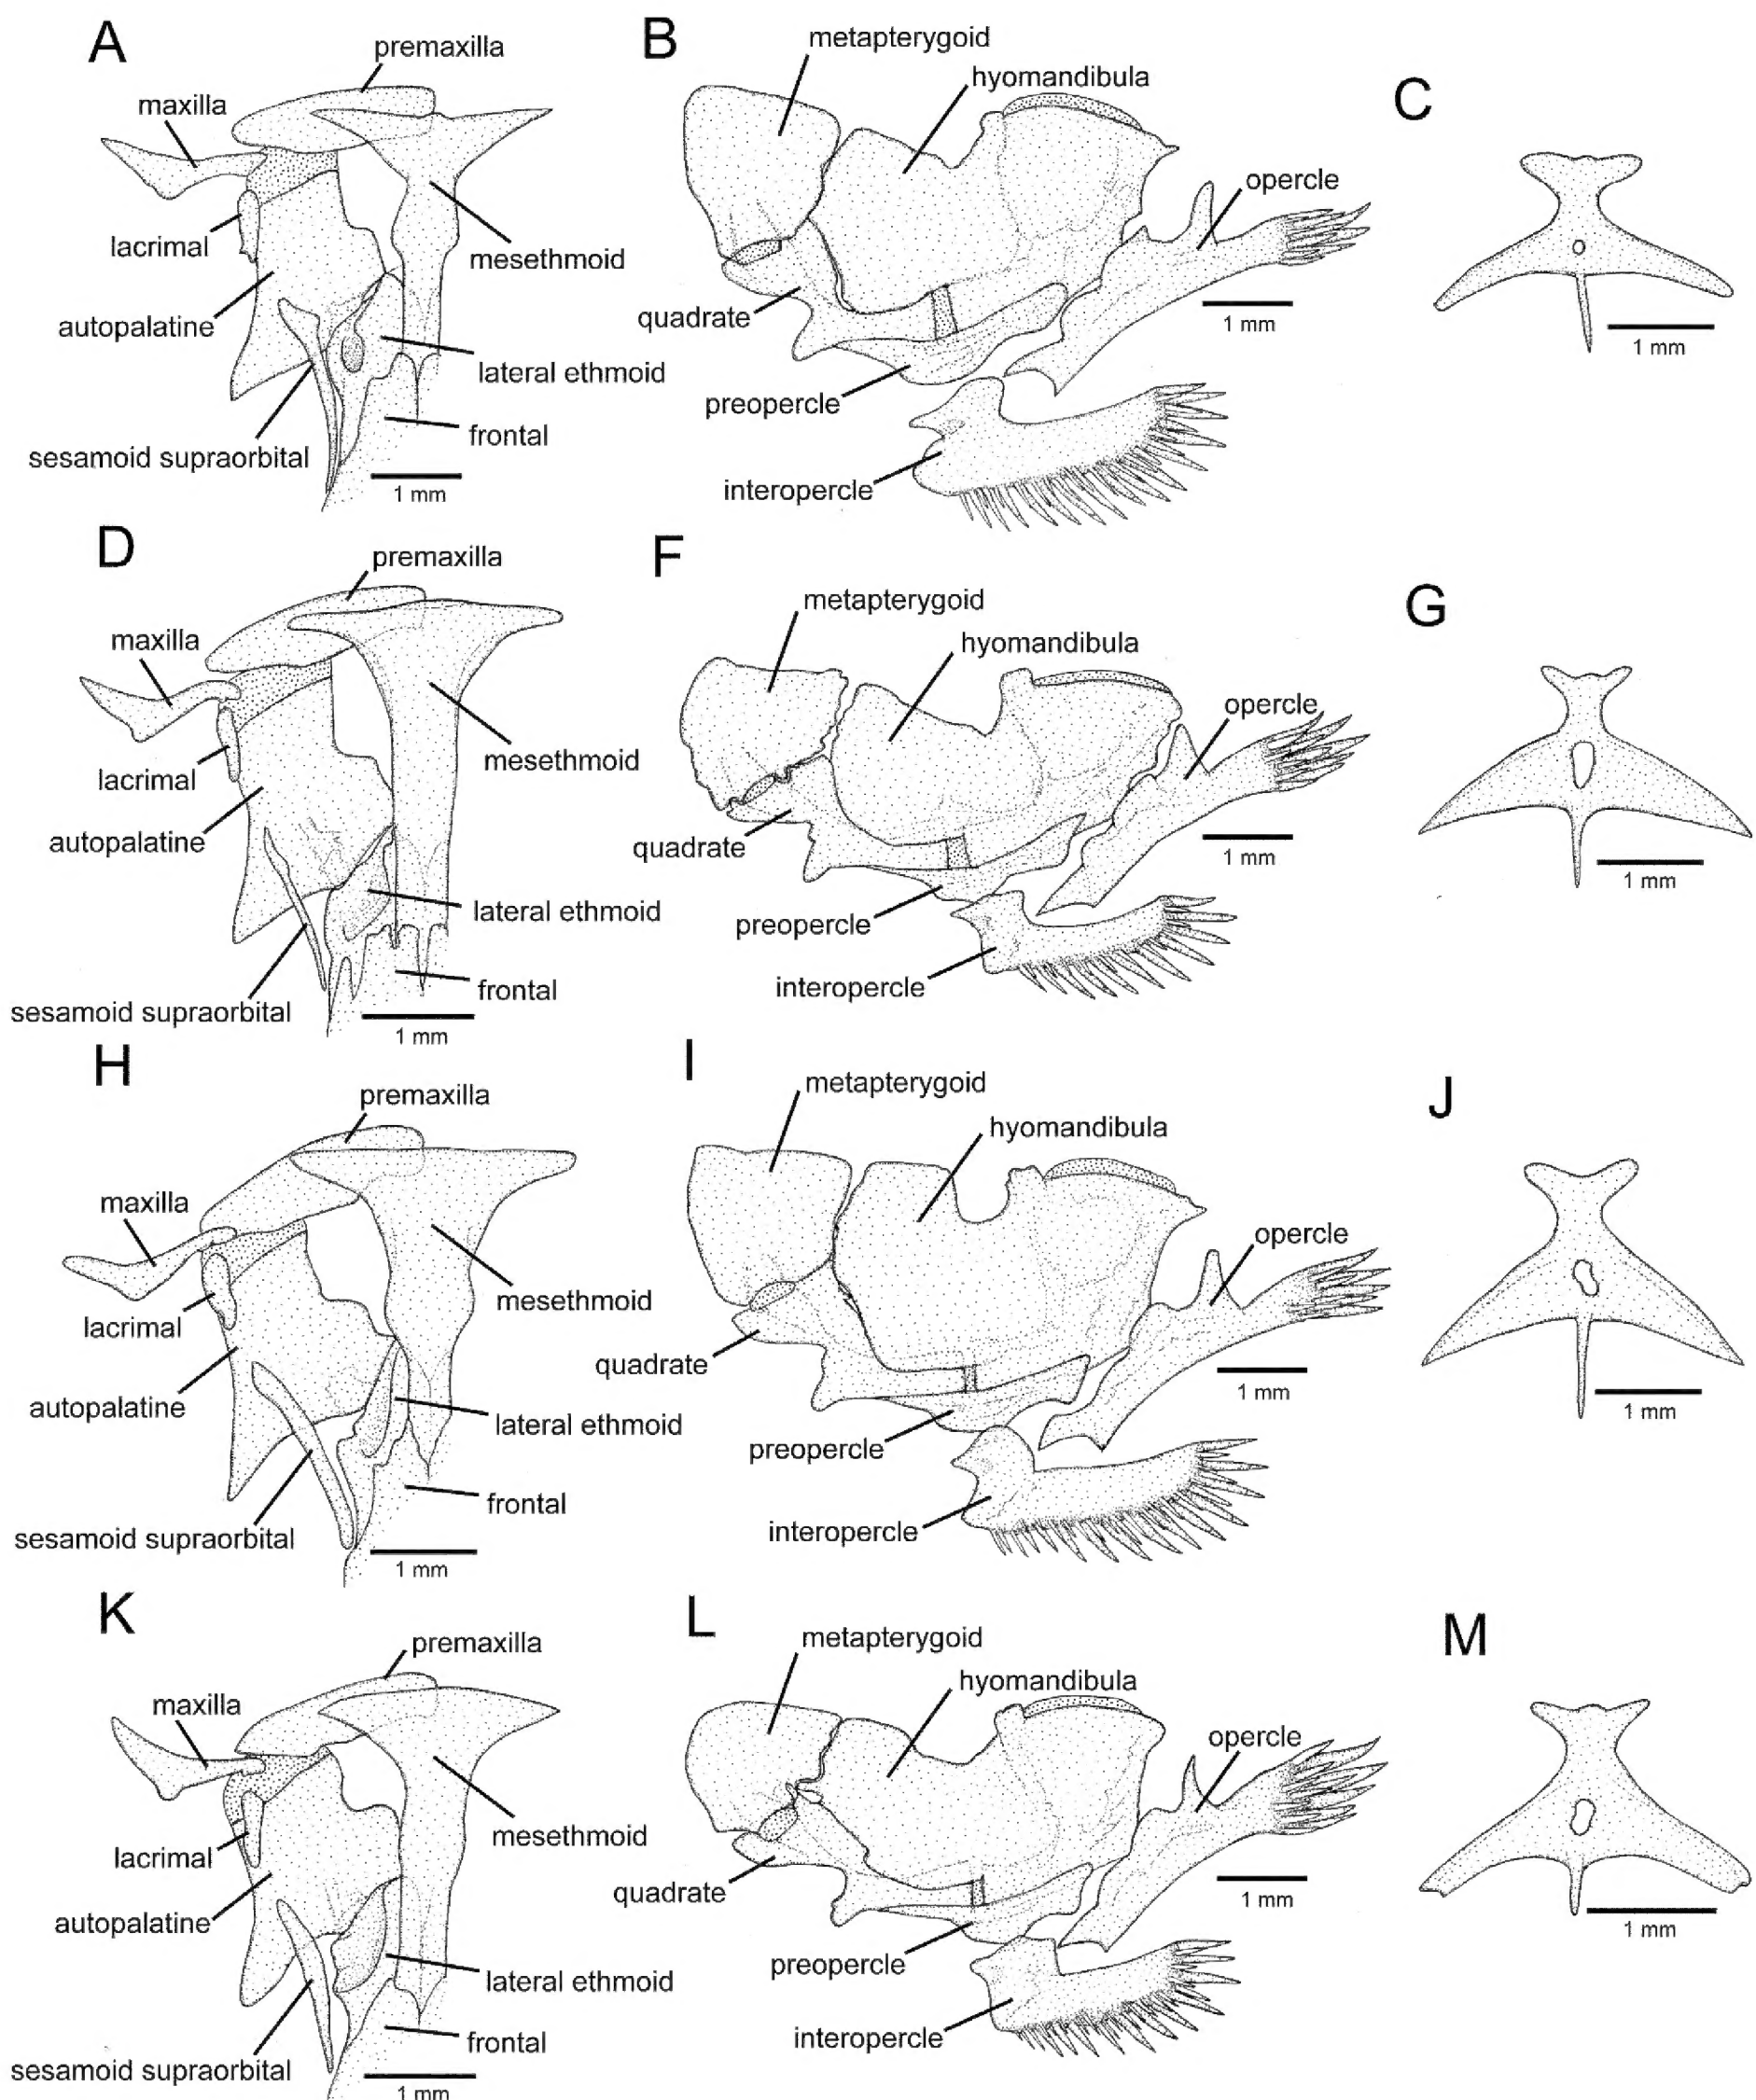 A
premaxilla
maxilla
lacrimal
mesethmoid
autopalatine
lateral ethmoid
frontal
sesamoid supraorbital
1 mm
B
metapterygoid
hyomandibula
opercle
quadrate
1 mm
preopercle
interopercle
C
1 mm
D
premaxilla
maxilla
mesethmoid
lacrimal
autopalatine
lateral ethmoid
frontal
sesamoid supraorbital
1 mm
F
metapterygoid
hyomandibula
opercle
quadrate
1 mm
preopercle
interopercle
G
1 mm
H
premaxilla
maxilla
mesethmoid
lacrimal
autopalatine
lateral ethmoid
frontal
sesamoid supraorbital
1 mm
I
metapterygoid
hyomandibula
opercle
quadrate
1 mm
preopercle
interopercle
J
1 mm
K
premaxilla
maxilla
mesethmoid
lacrimal
autopalatine
lateral ethmoid
frontal
sesamoid supraorbital
1 mm
L
metapterygoid
hyomandibula
opercle
quadrate
1 mm
preopercle
interopercle
M
1 mm